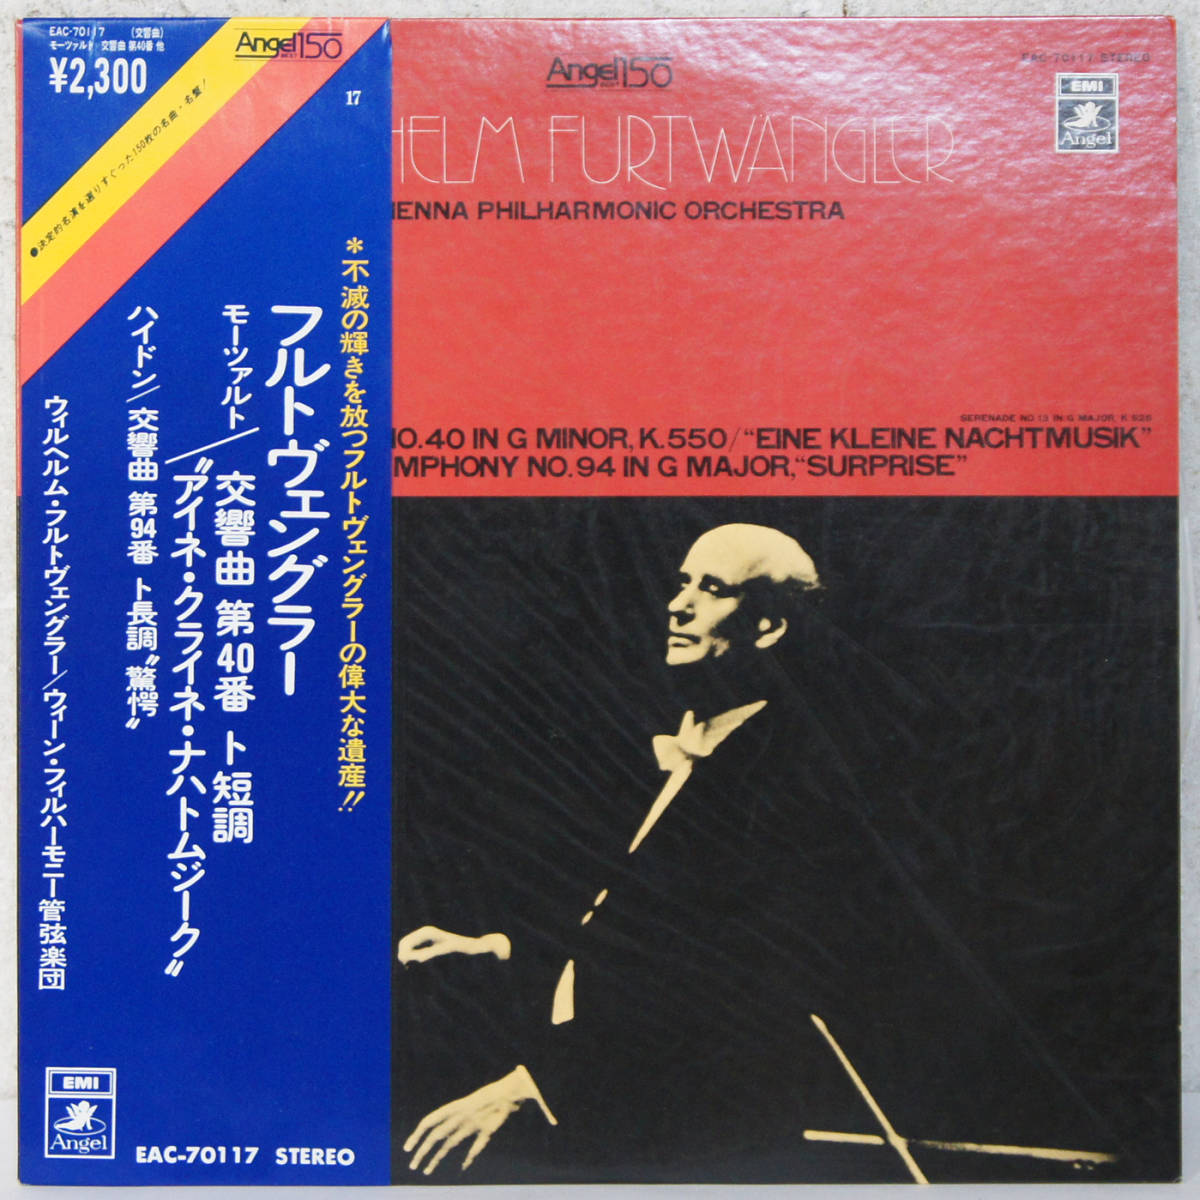 EAC-70117 (交響曲)
モーツァルト 交響曲 第40番 他
¥2,300
Angel150
BEST
●決定的名演を選りすぐった150枚の名曲・名盤!
17
*不滅の輝きを放つフルトヴェングラーの偉大な遺産!!
フルトヴェングラー
モーツァルト/交響曲 第40番 ト短調
/"アイネ・クライネ・ナハトムジーク"
ハイドン/交響曲 第94番 ト長調"驚愕"
ウィルヘルム・フルトヴェングラー/ウィーン・フィルハーモニー管弦楽団
EMI
Angel
EAC-70117 STEREO
Angel150
BEST
EAC-70117 STEREO
EMI
Angel
HELM FURTWÄNGLER
IENNA PHILHARMONIC ORCHESTRA
SERENADE NO.13 IN G MAJOR, K.525
NO.40 IN G MINOR, K.550/"EINE KLEINE NACHTMUSIK"
MPHONY NO.94 IN G MAJOR, "SURPRISE"